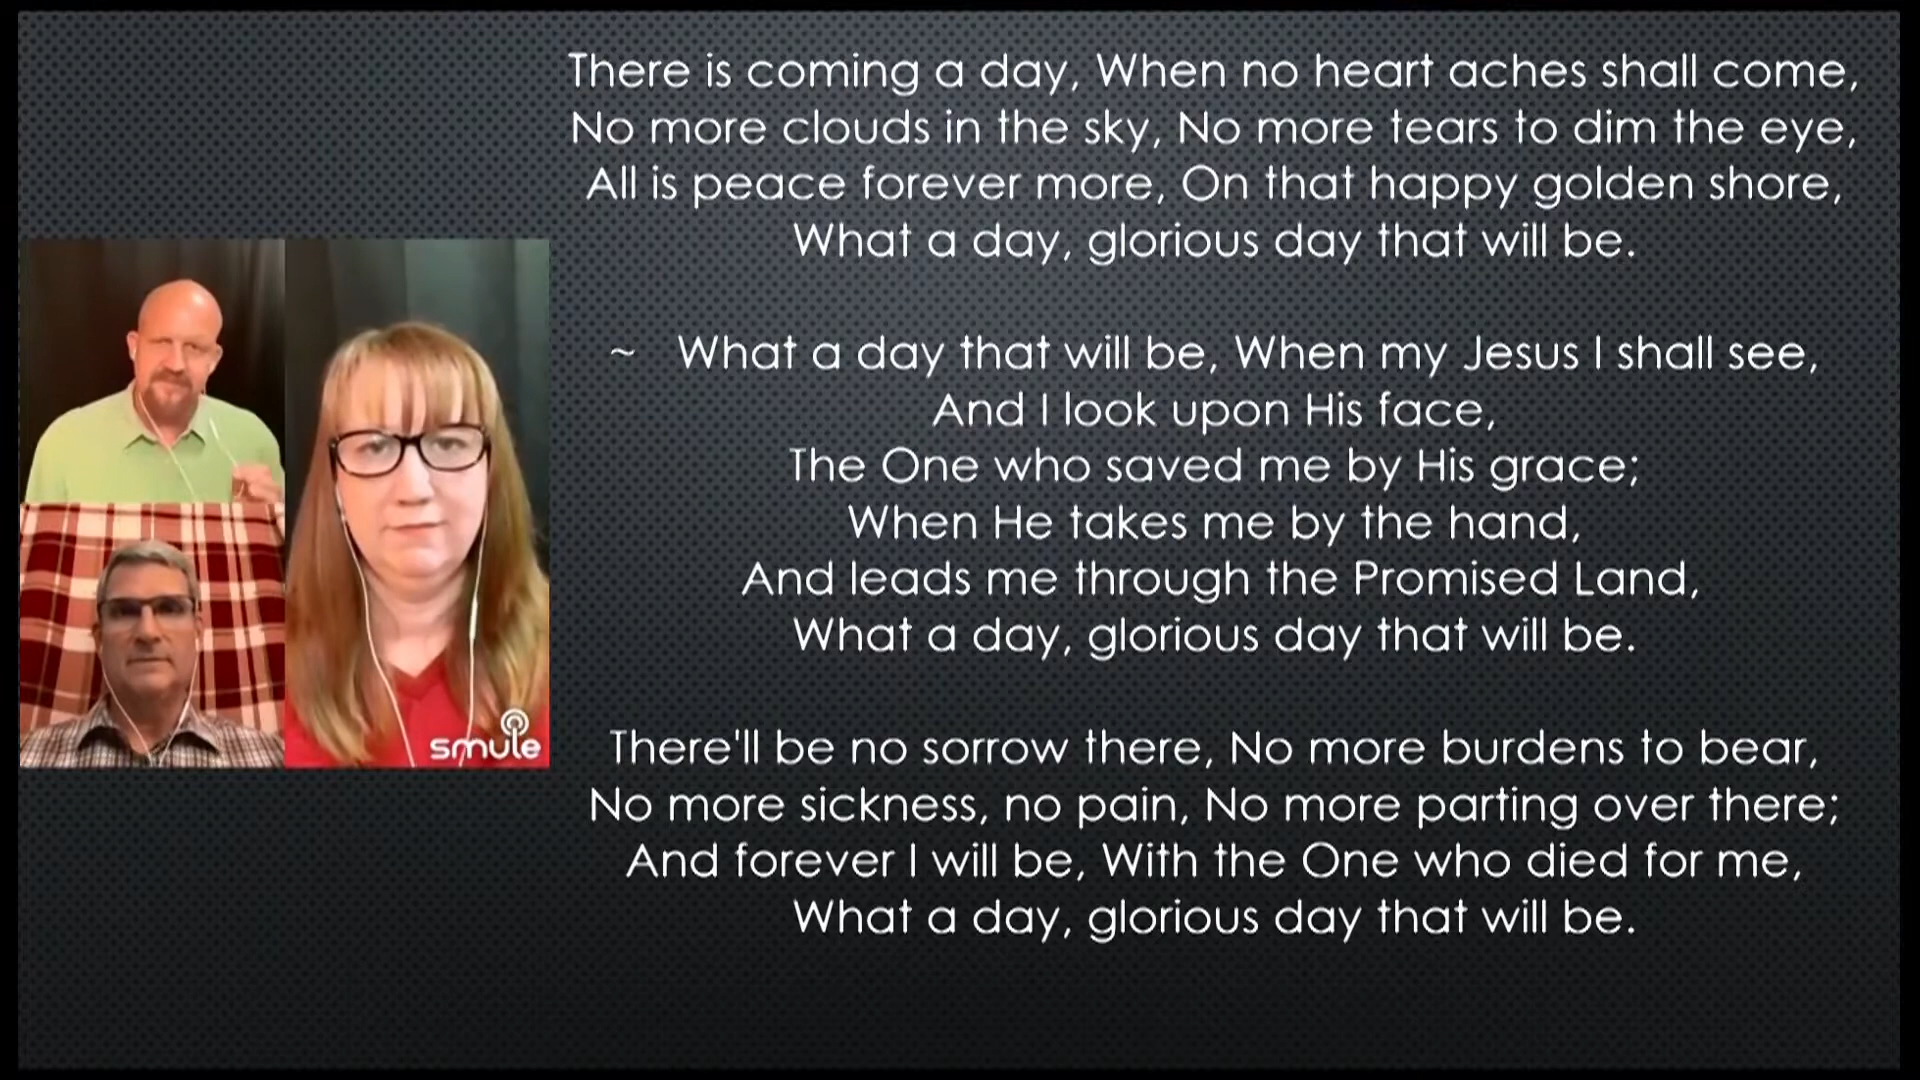 There is coming a day, When no heart aches shall come,
No more clouds in the sky, No more tears to dim the eye,
All is peace forever more, On that happy golden shore,
What a day, glorious day that will be.
~ What a day that will be, When my Jesus I shall see,
And I look upon His face,
The One who saved me by His grace;
When He takes me by the hand,
And leads me through the Promised Land,
What a day, glorious day that will be.
There'll be no sorrow there, No more burdens to bear,
No more sickness, no pain, No more parting over there;
And forever I will be, With the One who died for me,
What a day, glorious day that will be.
smule